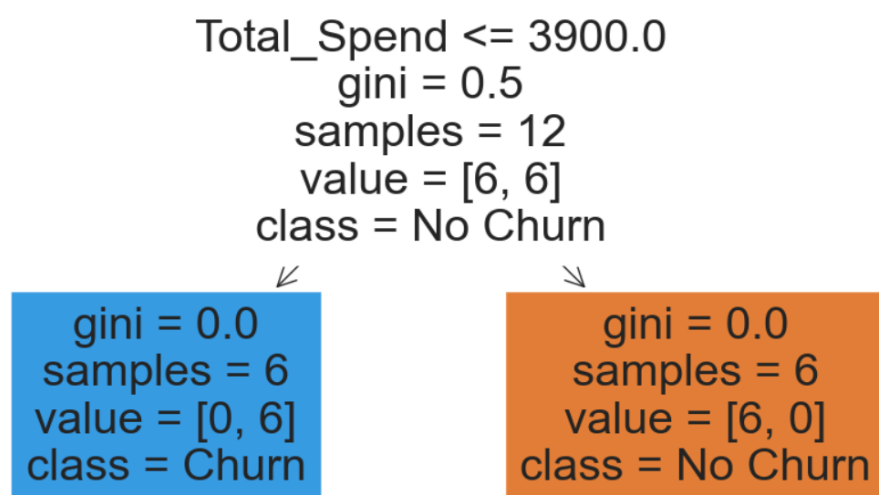 Total_Spend <= 3900.0
gini = 0.5
samples = 12
value = [6, 6]
class = No Churn
gini = 0.0
samples = 6
value = [0, 6]
class = Churn
gini = 0.0
samples = 6
value = [6, 0]
class = No Churn